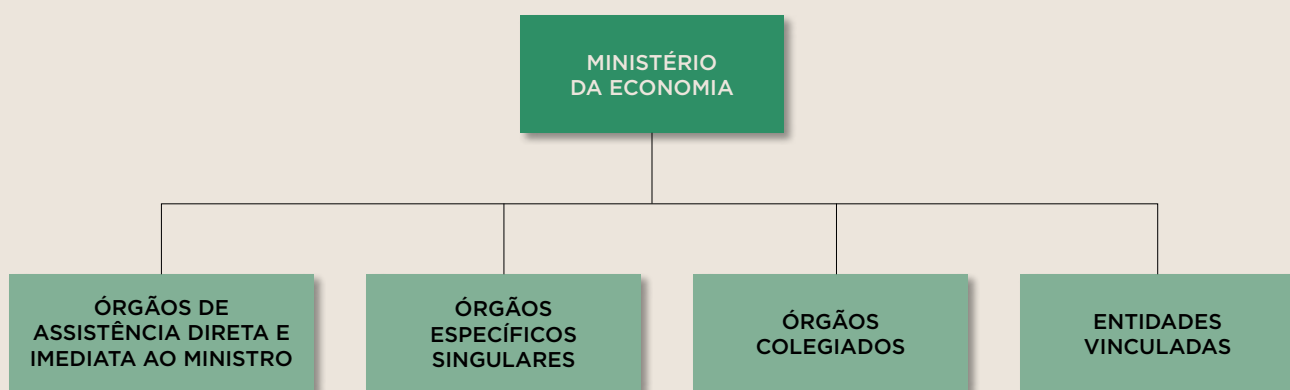 MINISTÉRIO
DA ECONOMIA
ÓRGÃOS DE
ASSISTÊNCIA DIRETA E
IMEDIATA AO MINISTRO
ÓRGÃOS
ESPECÍFICOS
SINGULARES
ÓRGÃOS
COLEGIADOS
ENTIDADES
VINCULADAS